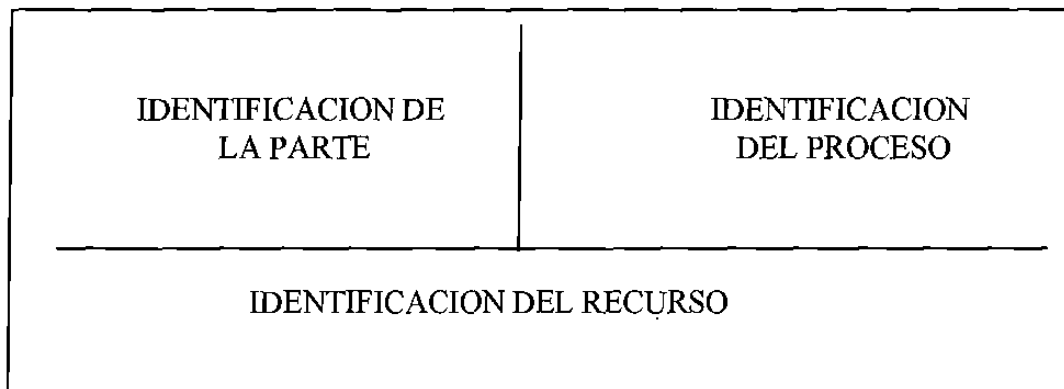 IDENTIFICACION DE
LA PARTE
IDENTIFICACION
DEL PROCESO
IDENTIFICACION DEL RECURSO